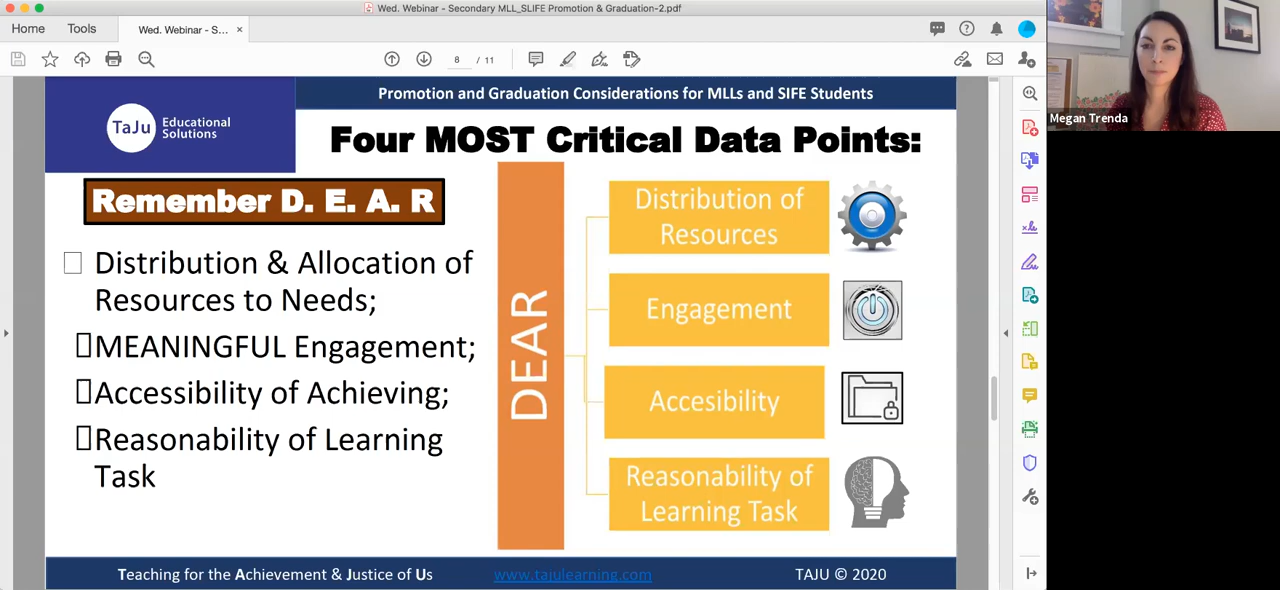 Wed. Webinar - Secondary MLL_SLIFE Promotion & Graduation-2.pdf
Home
Tools
Wed. Webinar - S... ×
8 / 11
Megan Trenda
TaJu Educational
Solutions
Promotion and Graduation Considerations for MLLs and SIFE Students
Four MOST Critical Data Points:
Remember D. E. A. R
Distribution & Allocation of
Resources to Needs;
MEANINGFUL Engagement;
Accessibility of Achieving;
Reasonability of Learning
Task
DEAR
Distribution of
Resources
Engagement
Accesibility
Reasonability of
Learning Task
Teaching for the Achievement & Justice of Us
www.tajulearning.com
TAJU © 2020